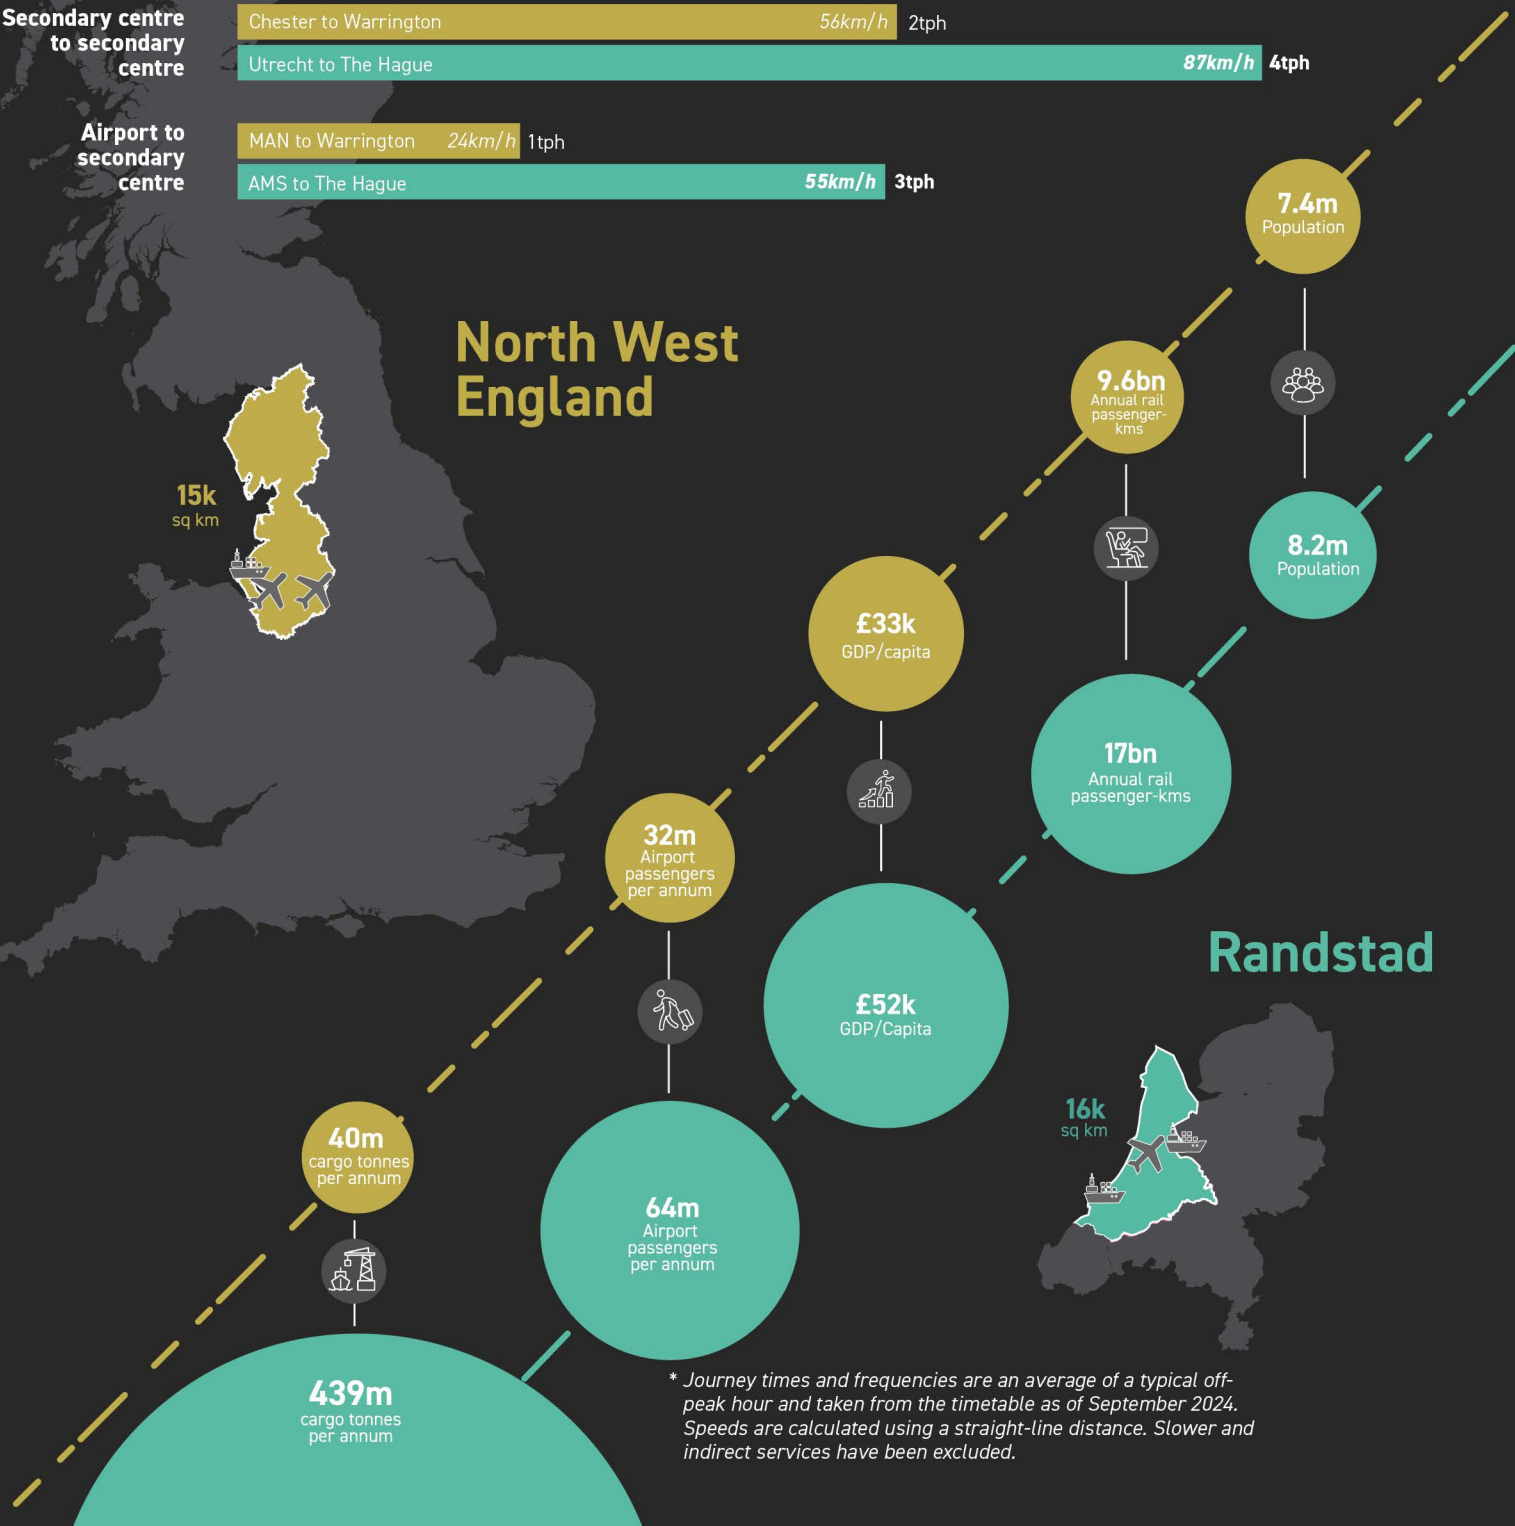 Secondary centre
to secondary
centre
Chester to Warrington 56km/h 2tph
Utrecht to The Hague 87km/h 4tph
Airport to
secondary
centre
MAN to Warrington 24km/h 1tph
AMS to The Hague 55km/h 3tph
North West
England
15k
sq km
7.4m
Population
9.6bn
Annual rail
passenger-
kms
8.2m
Population
£33k
GDP/capita
17bn
Annual rail
passenger-kms
32m
Airport
passengers
per annum
£52k
GDP/Capita
Randstad
16k
sq km
40m
cargo tonnes
per annum
64m
Airport
passengers
per annum
439m
cargo tonnes
per annum
* Journey times and frequencies are an average of a typical off-
peak hour and taken from the timetable as of September 2024.
Speeds are calculated using a straight-line distance. Slower and
indirect services have been excluded.